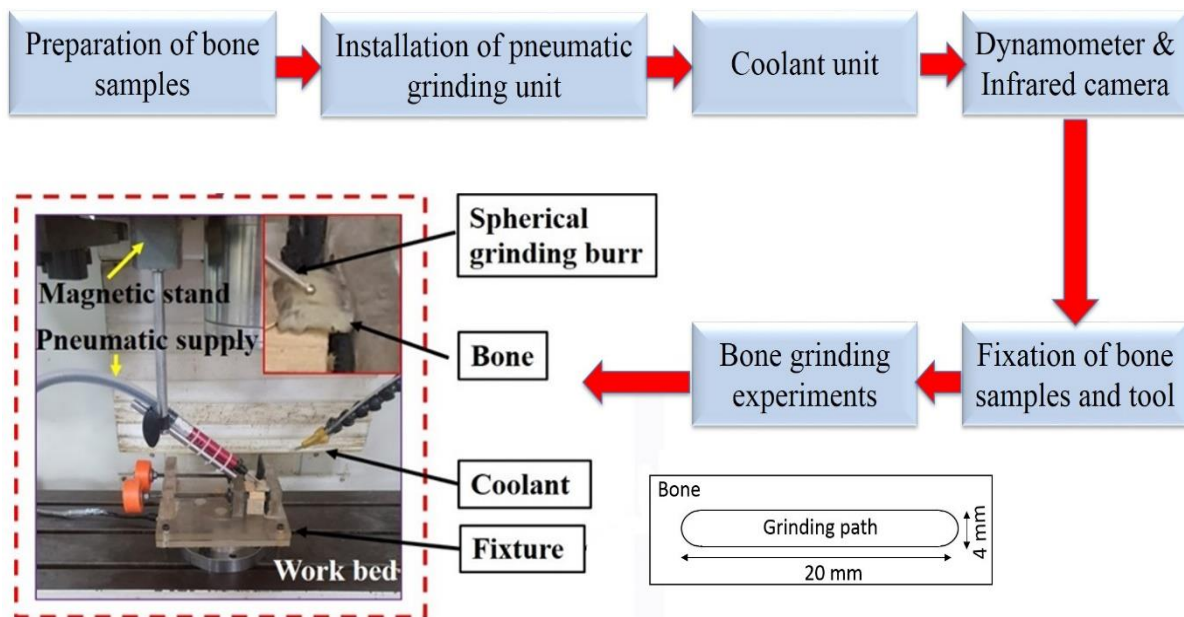 Preparation of bone
samples
Installation of pneumatic
grinding unit
Coolant unit
Dynamometer &
Infrared camera
Fixation of bone
samples and tool
Bone grinding
experiments
Magnetic stand
Pneumatic supply
Spherical
grinding burr
Bone
Coolant
Fixture
Work bed
Bone
Grinding path
4 mm
20 mm